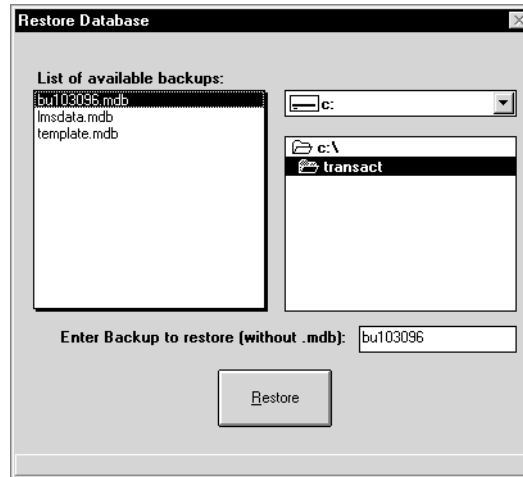 Restore Database
List of available backups:
bu103096.mdb
lmsdata.mdb
template.mdb
c:
c:\
transact
Enter Backup to restore (without .mdb):
bu103096
Restore